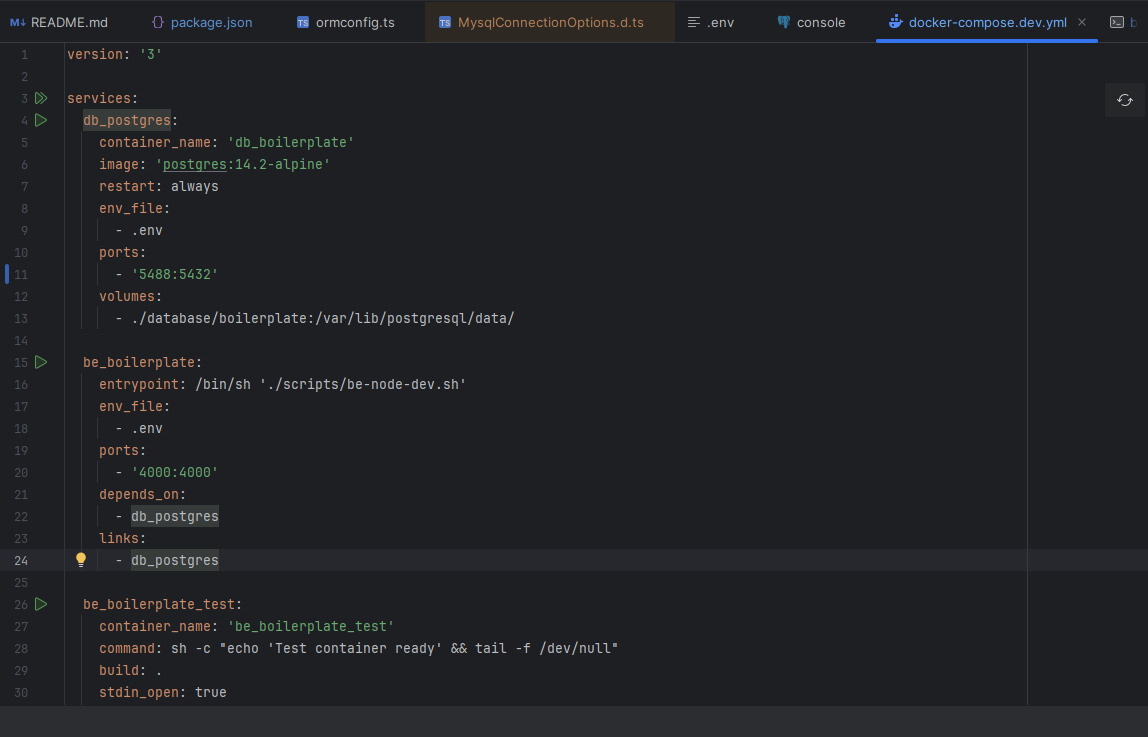 M↓ README.md {} package.json TS ormconfig.ts TS MysqlConnectionOptions.d.ts .env console docker-compose.dev.yml b
1 version: '3'
2
3 services:
4 db_postgres:
5 container_name: 'db_boilerplate'
6 image: 'postgres:14.2-alpine'
7 restart: always
8 env_file:
9 - .env
10 ports:
11 - '5488:5432'
12 volumes:
13 - ./database/boilerplate:/var/lib/postgresql/data/
14
15 be_boilerplate:
16 entrypoint: /bin/sh './scripts/be-node-dev.sh'
17 env_file:
18 - .env
19 ports:
20 - '4000:4000'
21 depends_on:
22 - db_postgres
23 links:
24 - db_postgres
25
26 be_boilerplate_test:
27 container_name: 'be_boilerplate_test'
28 command: sh -c "echo 'Test container ready' && tail -f /dev/null"
29 build: .
30 stdin_open: true